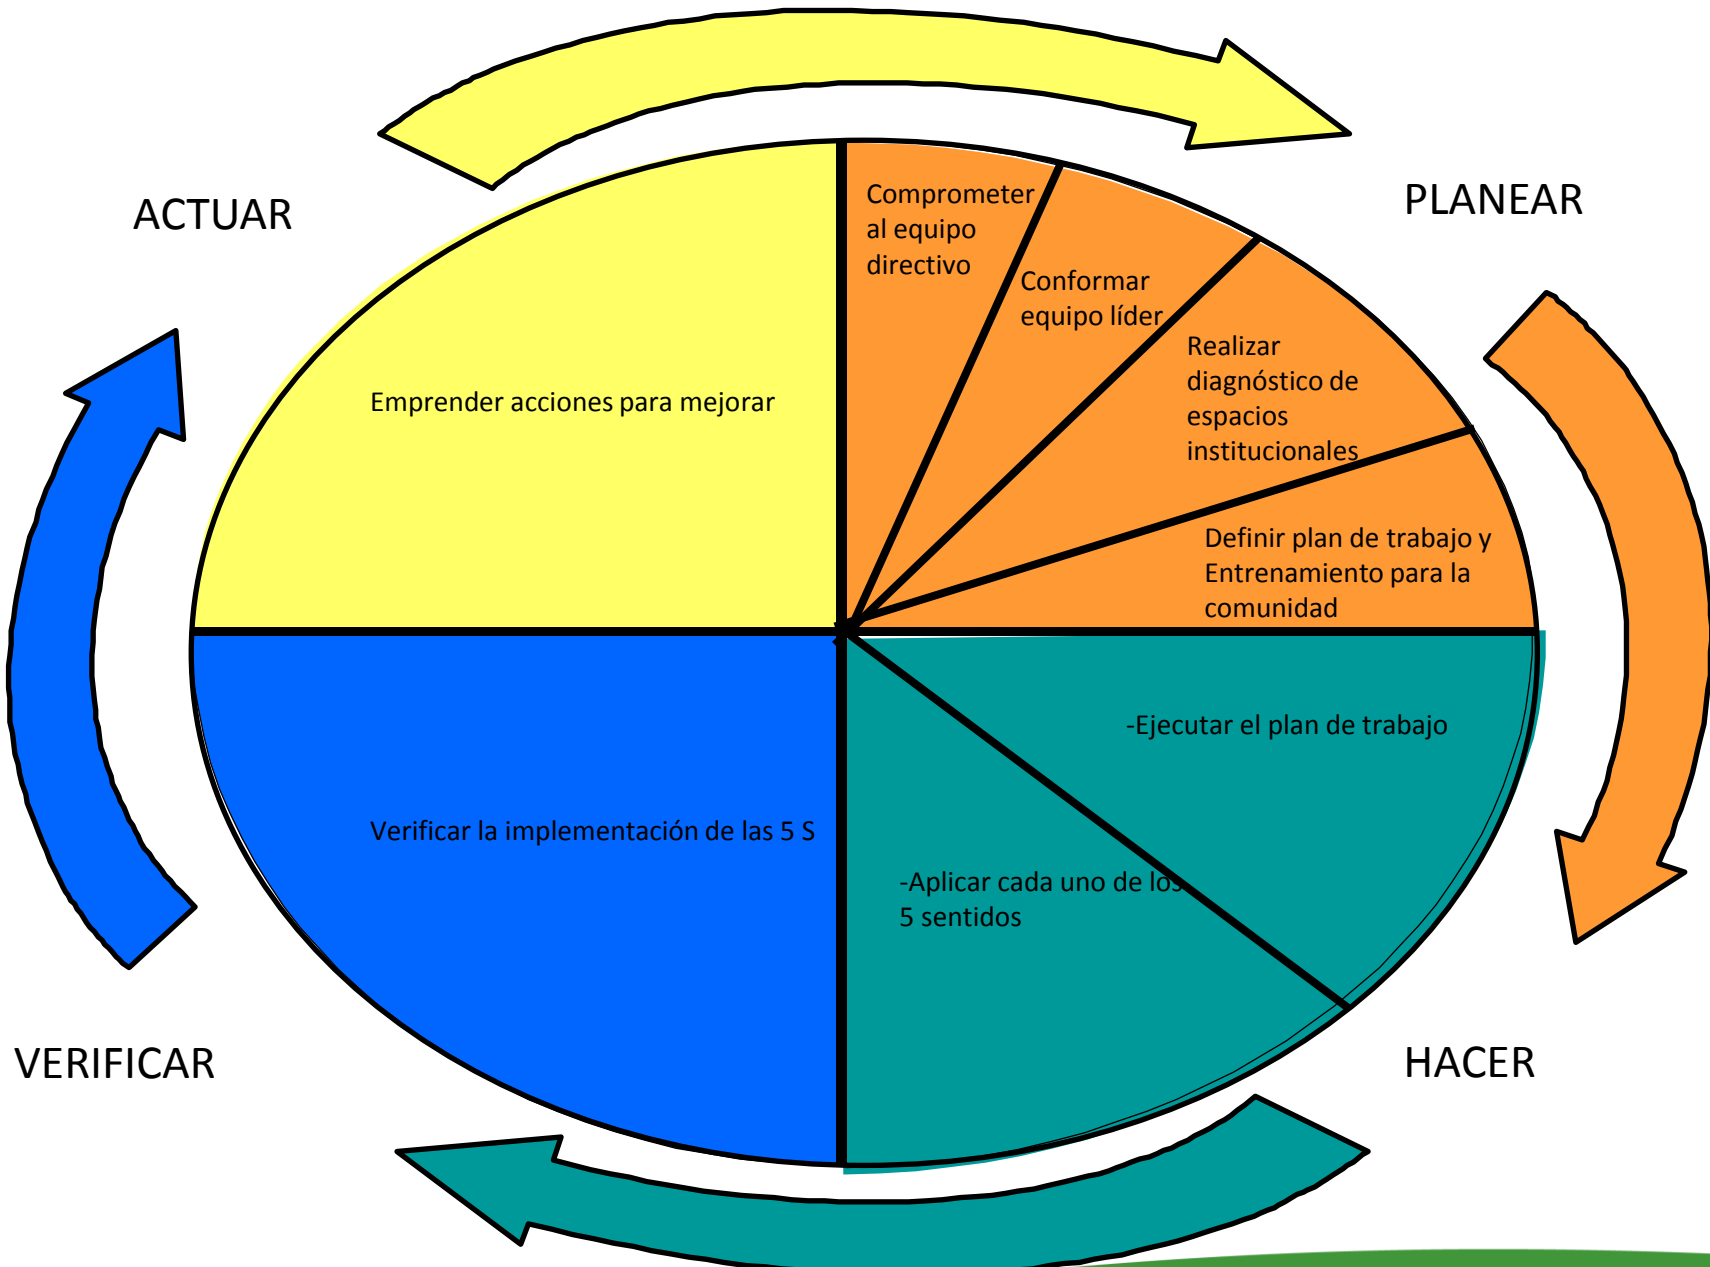 ACTUAR
PLANEAR
Comprometer
al equipo
directivo
Conformar
equipo líder
Realizar
diagnóstico de
espacios
institucionales
Definir plan de trabajo y
Entrenamiento para la
comunidad
Emprender acciones para mejorar
-Ejecutar el plan de trabajo
-Aplicar cada uno de los
5 sentidos
Verificar la implementación de las 5 S
VERIFICAR
HACER